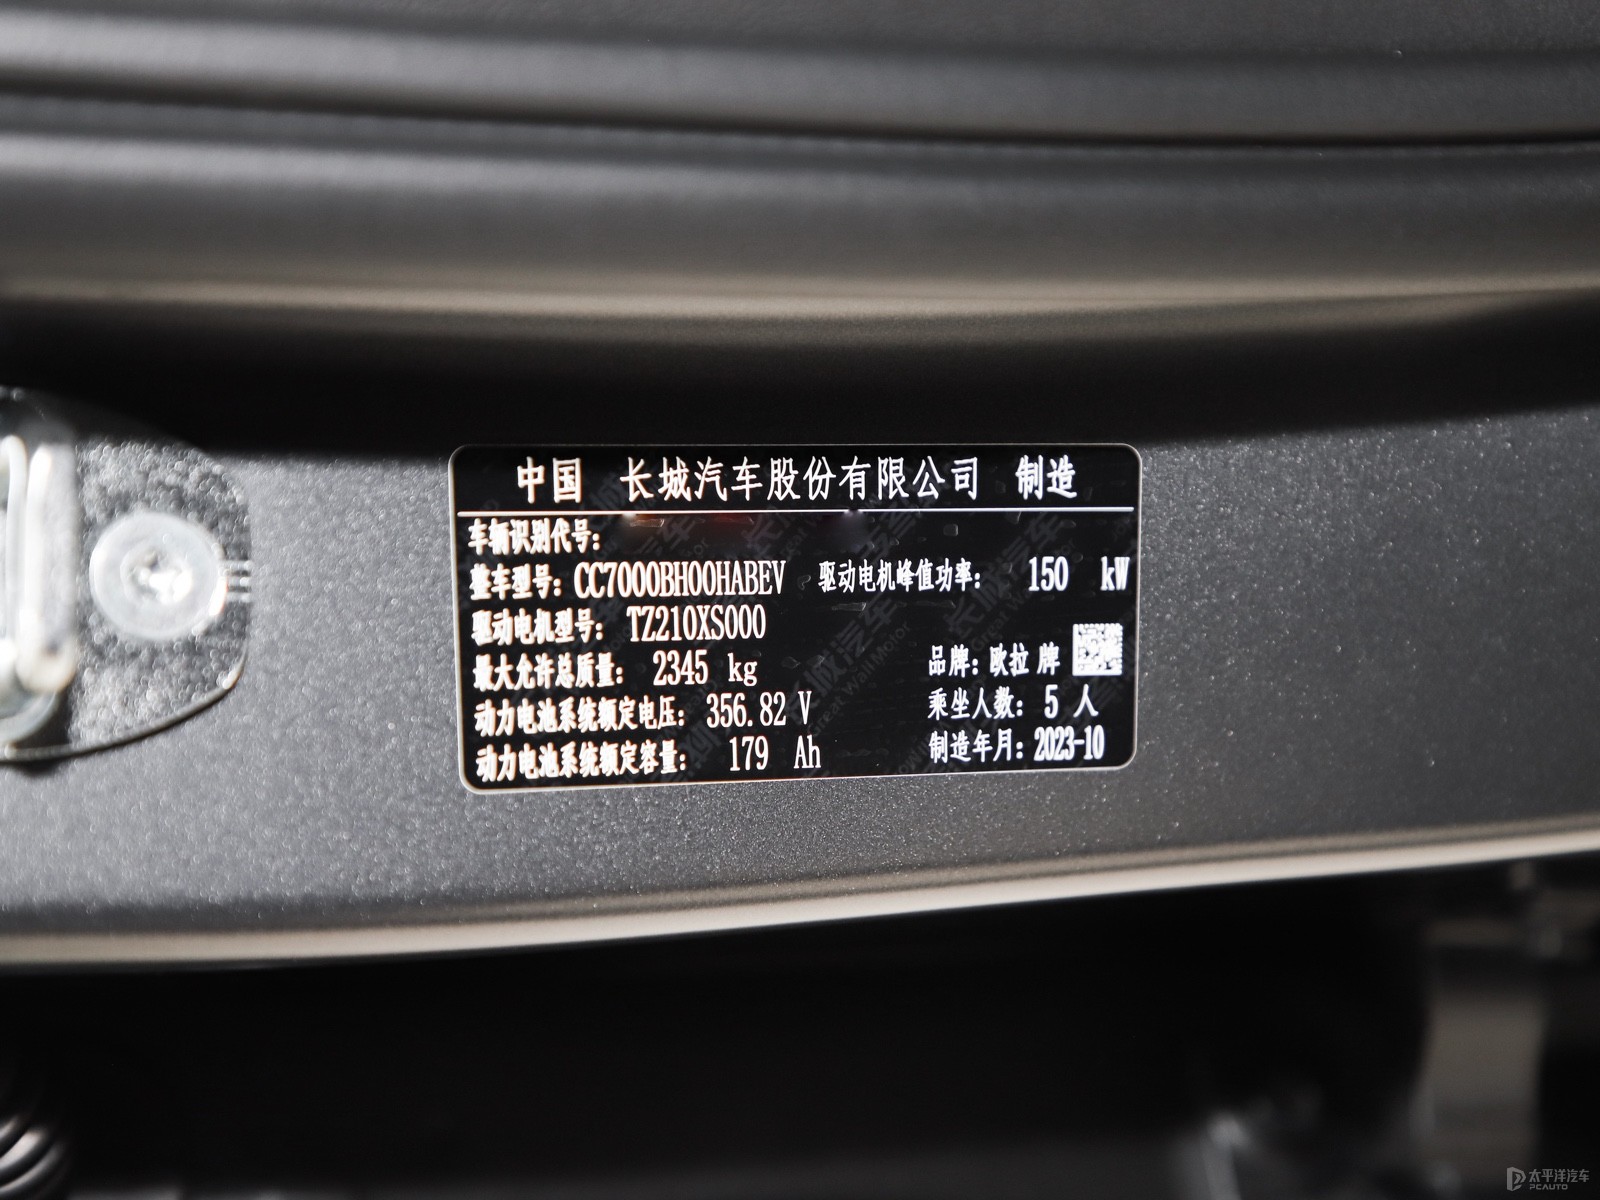 中国 长城汽车股份有限公司 制造
车辆识别代号:
整车型号: CC7000BH00HABEV 驱动电机峰值功率: 150 kW
驱动电机型号: TZ210XS000
最大允许总质量: 2345 kg 品牌: 欧拉 牌
动力电池系统额定电压: 356.82 V 乘坐人数: 5 人
动力电池系统额定容量: 179 Ah 制造年月: 2023-10
太平洋汽车
PCAUTO